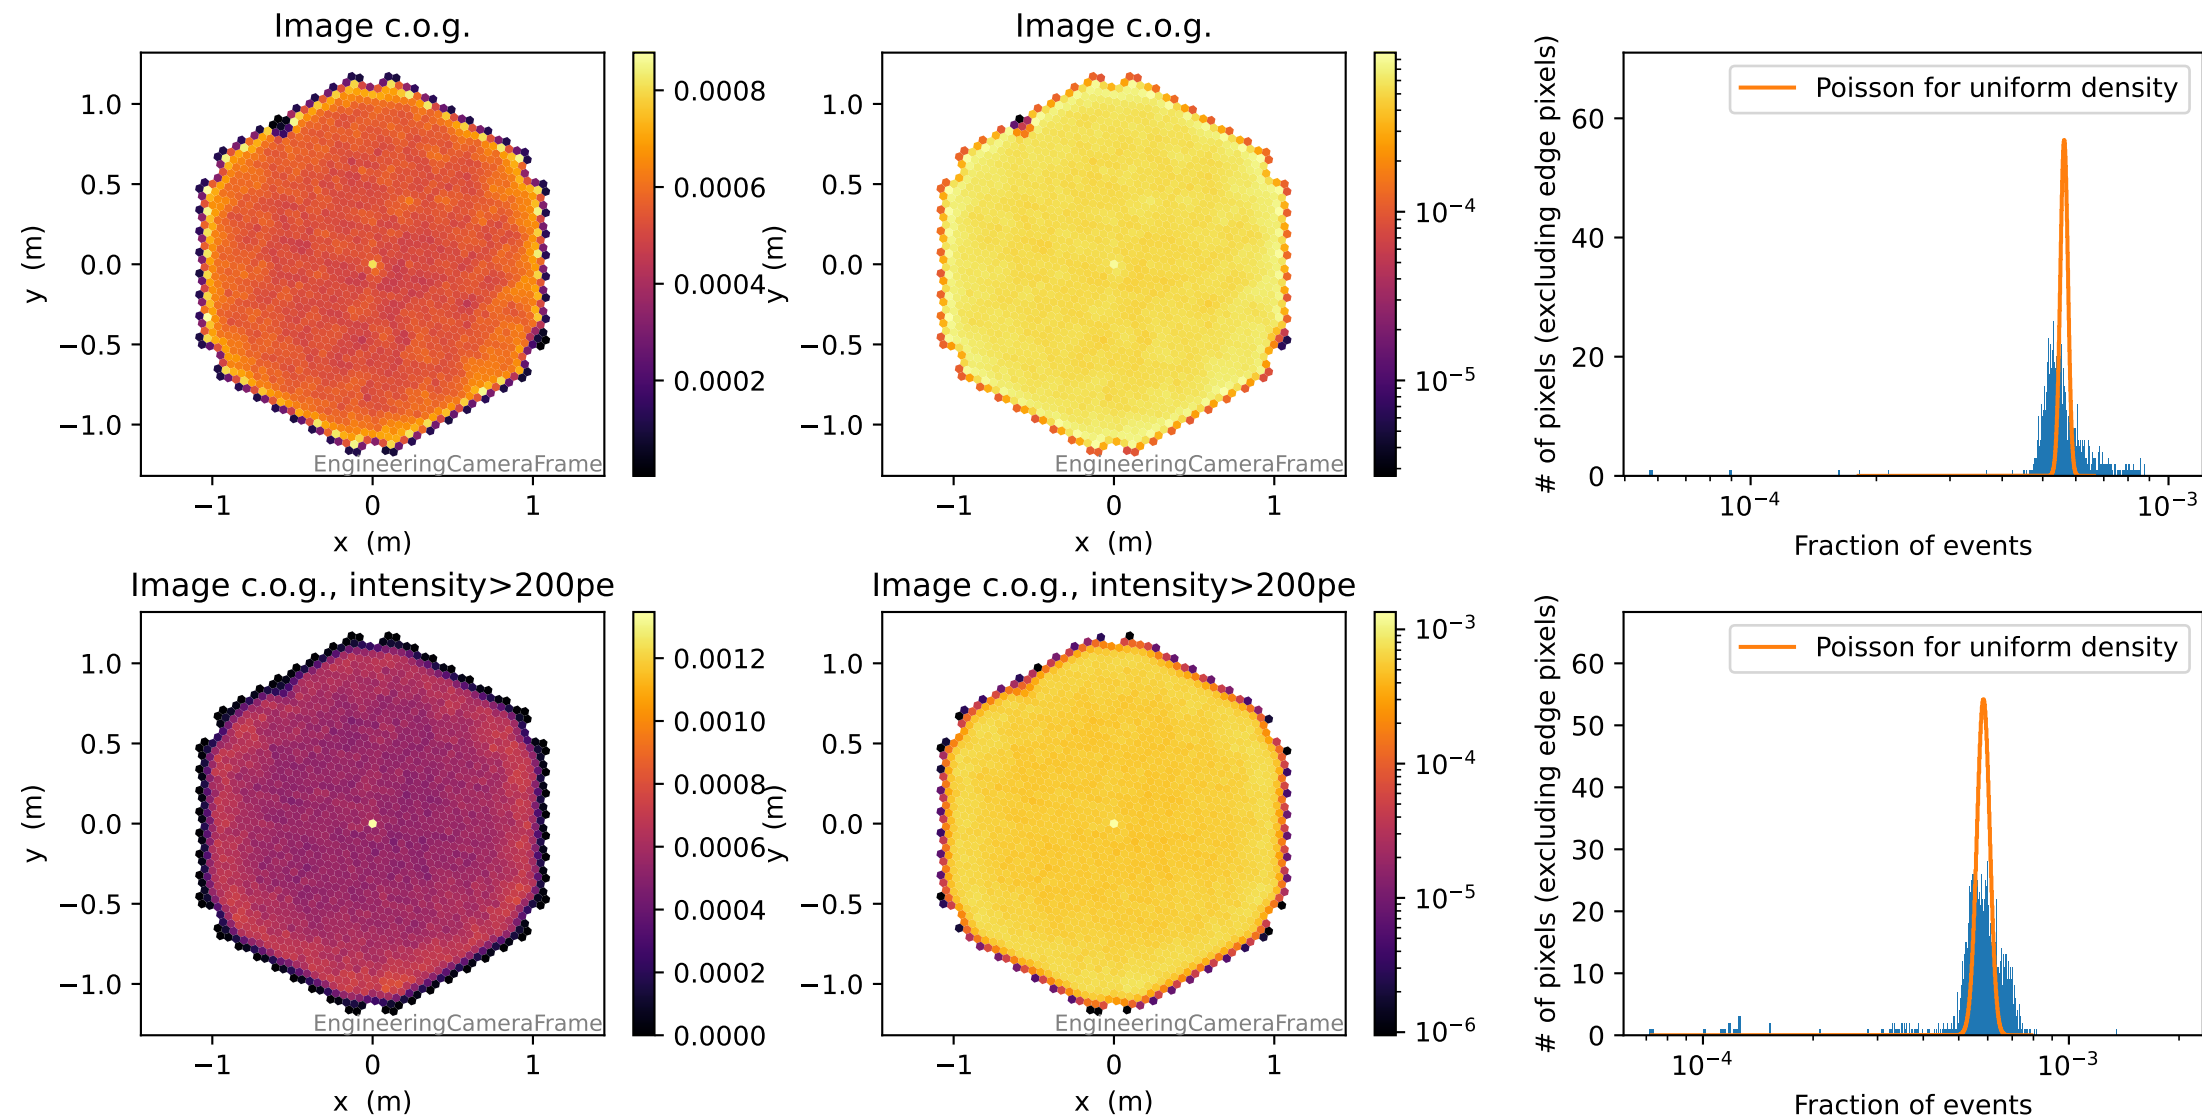 Image c.o.g.
y (m)
1.0
0.5
0.0
−0.5
−1.0
EngineeringCameraFrame
−1 0 1
x (m)
0.0008
0.0006
0.0004
0.0002
Image c.o.g.
y (m)
1.0
0.5
0.0
−0.5
−1.0
EngineeringCameraFrame
−1 0 1
x (m)
10−4
10−5
# of pixels (excluding edge pixels)
60
40
20
0
Poisson for uniform density
10−4 10−3
Fraction of events
Image c.o.g., intensity>200pe
y (m)
1.0
0.5
0.0
−0.5
−1.0
EngineeringCameraFrame
−1 0 1
x (m)
0.0012
0.0010
0.0008
0.0006
0.0004
0.0002
0.0000
Image c.o.g., intensity>200pe
y (m)
1.0
0.5
0.0
−0.5
−1.0
EngineeringCameraFrame
−1 0 1
x (m)
10−3
10−4
10−5
10−6
# of pixels (excluding edge pixels)
60
50
40
30
20
10
0
Poisson for uniform density
10−4 10−3
Fraction of events